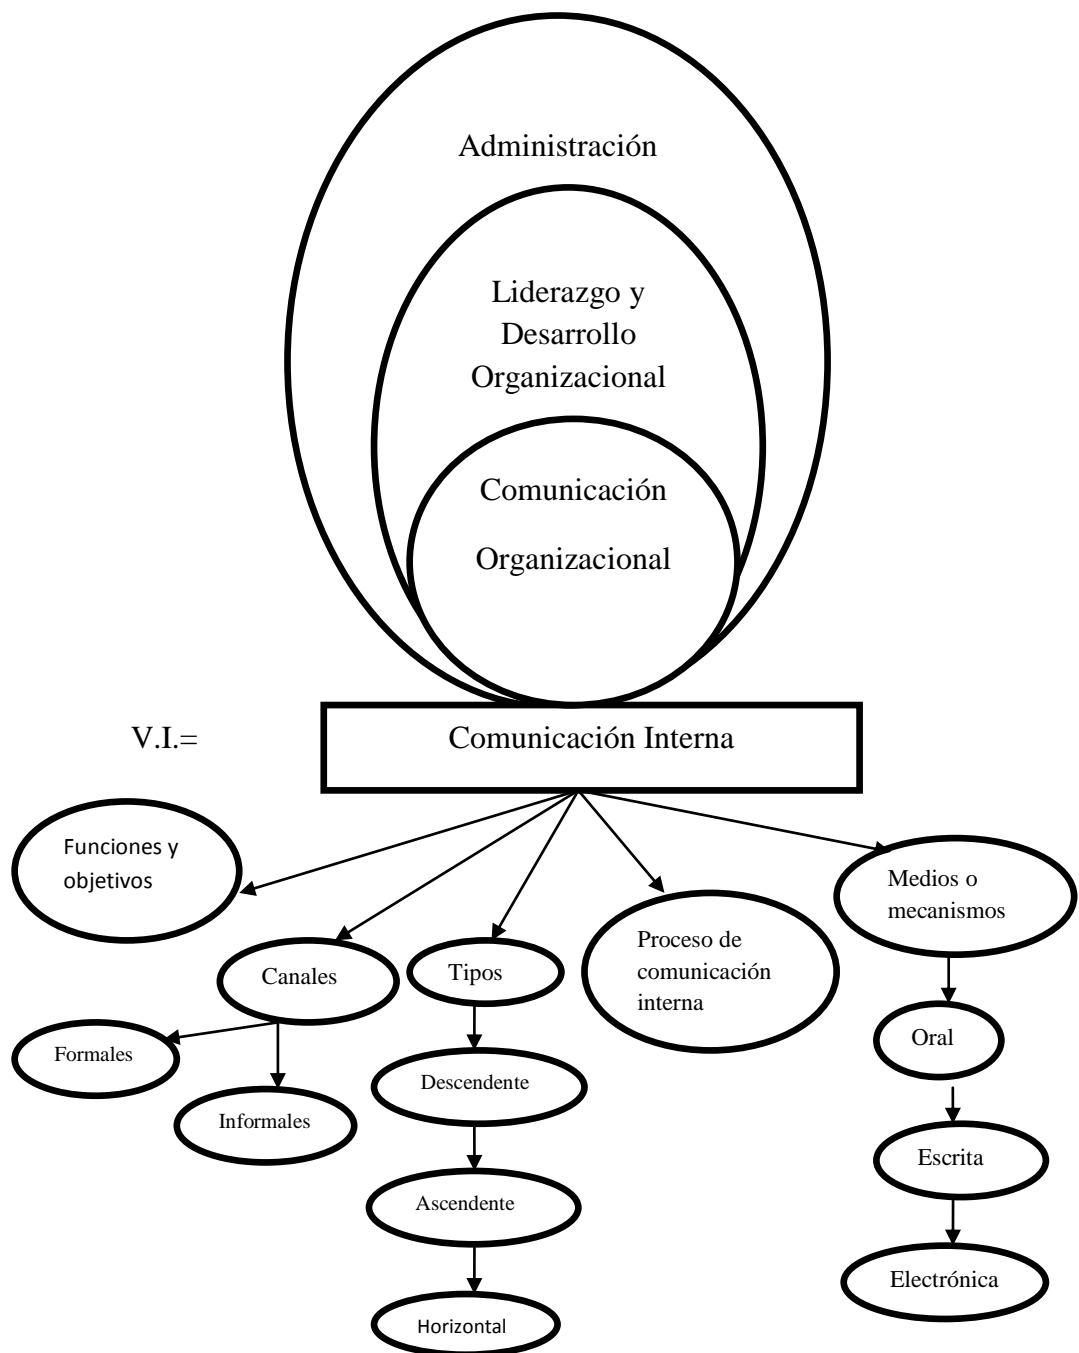 Administración
Liderazgo y
Desarrollo
Organizacional
Comunicación
Organizacional
V.I.=
Comunicación Interna
Funciones y
objetivos
Canales
Formales
Informales
Tipos
Descendente
Ascendente
Horizontal
Proceso de
comunicación
interna
Medios o
mecanismos
Oral
Escrita
Electrónica